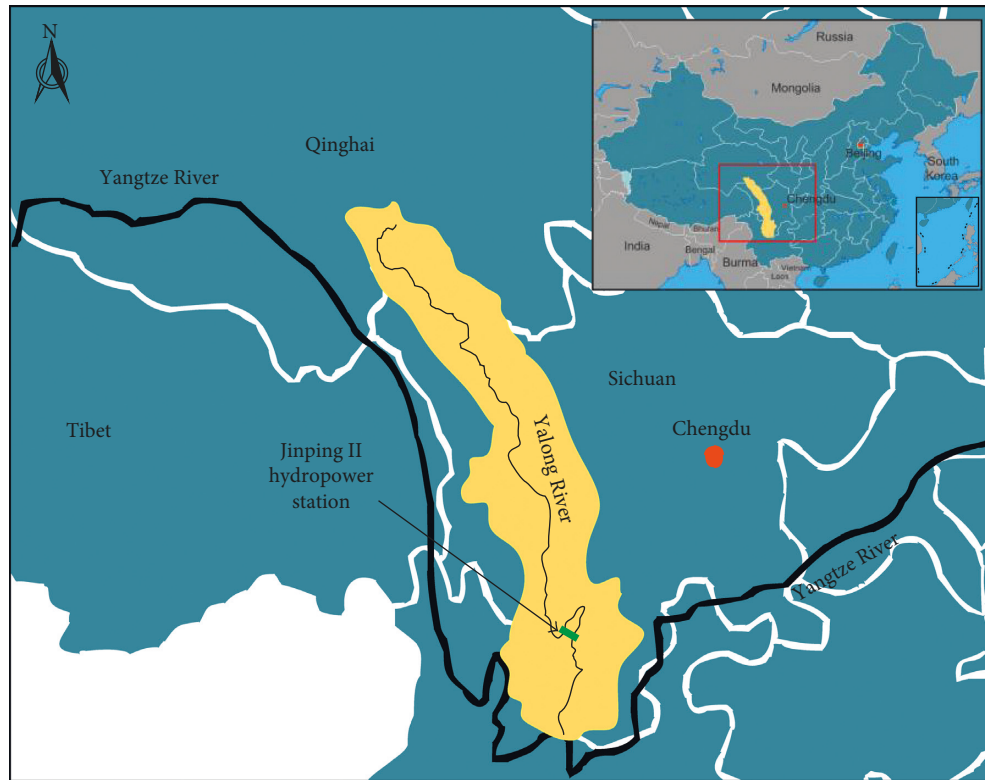 N
Qinghai
Yangtze River
Tibet
Jinping II
hydropower
station
Yalong River
Sichuan
Chengdu
Yangtze River
Russia
Mongolia
Beijing
South
Korea
Chengdu
Nepal
Bhutan
India
Bengal
Burma
Vietnam
Laos